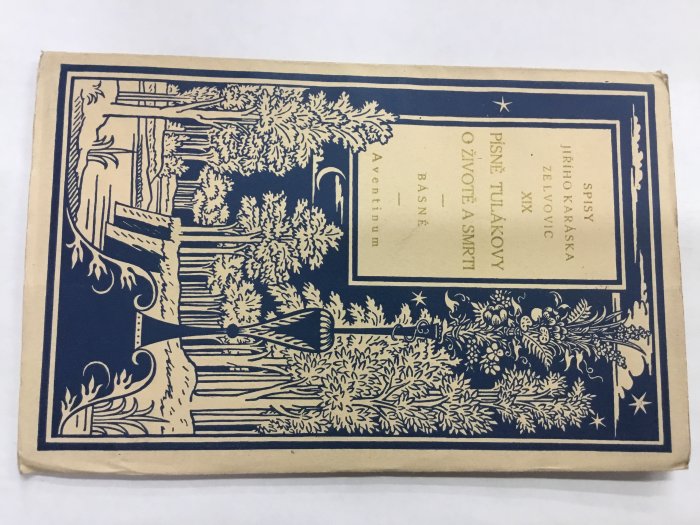 SPISY
JIŘÍHO KARÁSKA
ZE LVOVIC
XIX
PÍSNĚ TULÁKOVY
O ŽIVOTĚ A SMRTI
—
BÁSNĚ
—
Aventinum